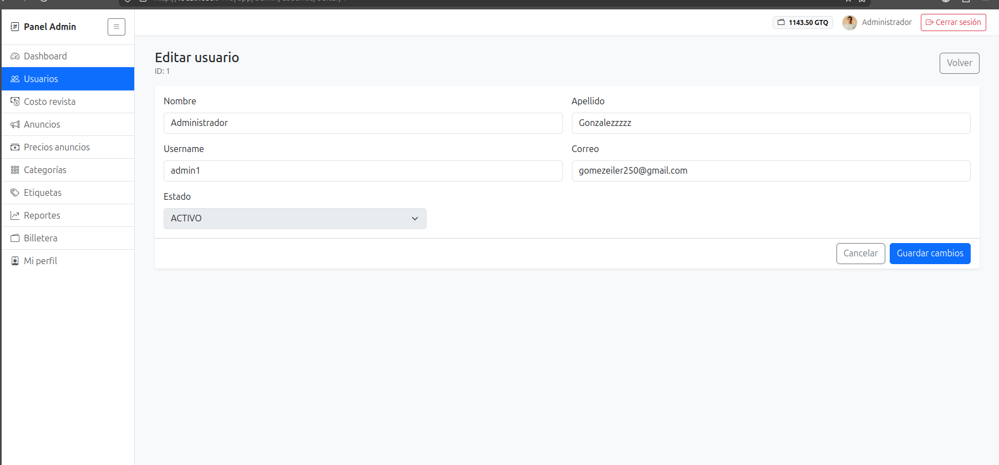 Panel Admin
1143.50 GTQ
Administrador
Cerrar sesión
Dashboard
Usuarios
Costo revista
Anuncios
Precios anuncios
Categorías
Etiquetas
Reportes
Billetera
Mi perfil
Editar usuario
ID: 1
Volver
Nombre
Apellido
Administrador
Gonzalezzzzz
Username
Correo
admin1
gomezeiler250@gmail.com
Estado
ACTIVO
Cancelar
Guardar cambios